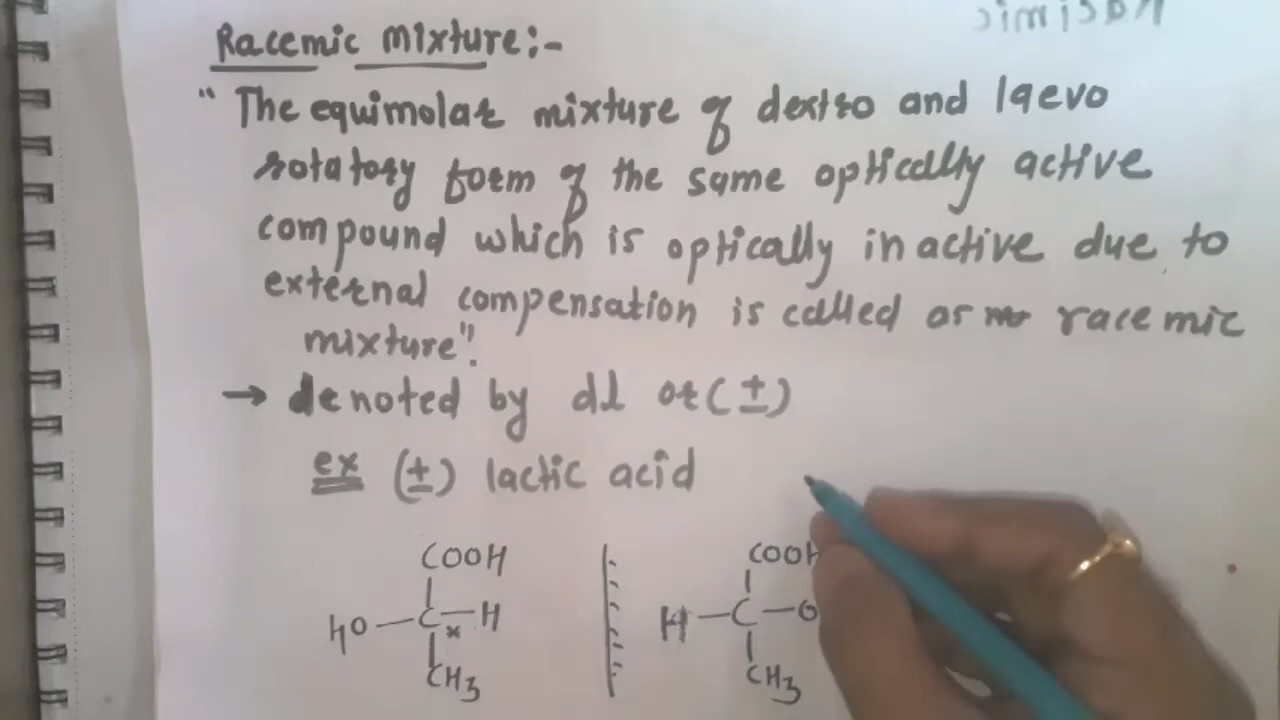 Racimic
Racemic mixture:-
" The equimolar mixture of dextro and laevo
rotatory form of the same optically active
compound which is optically inactive due to
external compensation is called as racemic
mixture".
→ denoted by dl or (±)
ex (±) lactic acid
COOH COOH
HO—C—H H—C—O
x
CH3 CH3